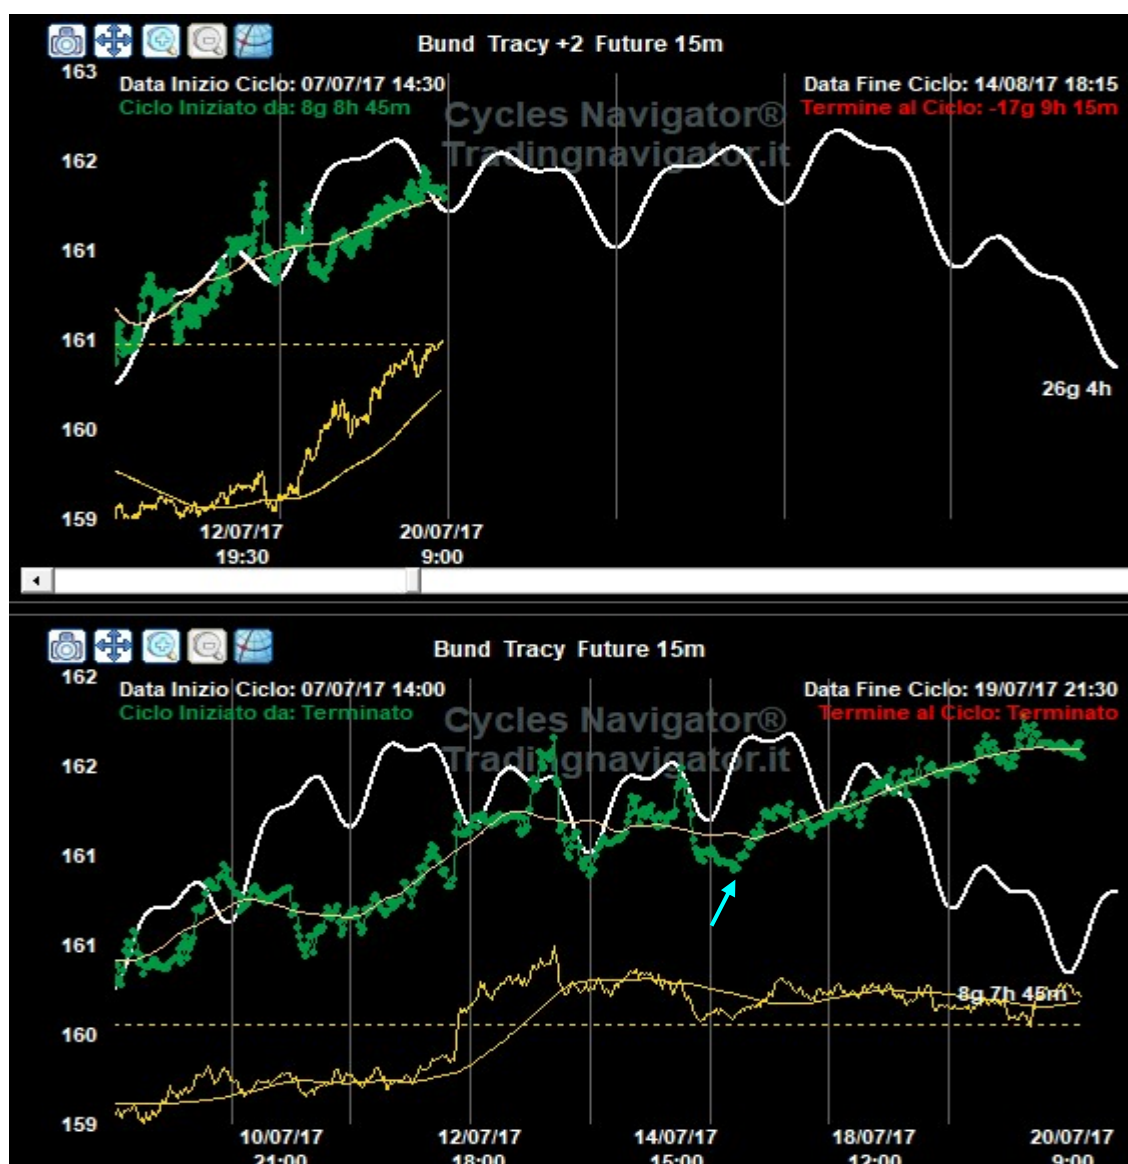 Bund Tracy +2 Future 15m
163
Data Inizio Ciclo: 07/07/17 14:30
Data Fine Ciclo: 14/08/17 18:15
Ciclo Iniziato da: 8g 8h 45m
Termine al Ciclo: -17g 9h 15m
Cycles Navigator®
Tradingnavigator.it
162
161
161
26g 4h
160
159
12/07/17
19:30
20/07/17
9:00
Bund Tracy Future 15m
162
Data Inizio Ciclo: 07/07/17 14:00
Data Fine Ciclo: 19/07/17 21:30
Ciclo Iniziato da: Terminato
Termine al Ciclo: Terminato
Cycles Navigator®
Tradingnavigator.it
162
161
161
8g 7h 45m
160
159
10/07/17
21:00
12/07/17
18:00
14/07/17
15:00
18/07/17
12:00
20/07/17
9:00